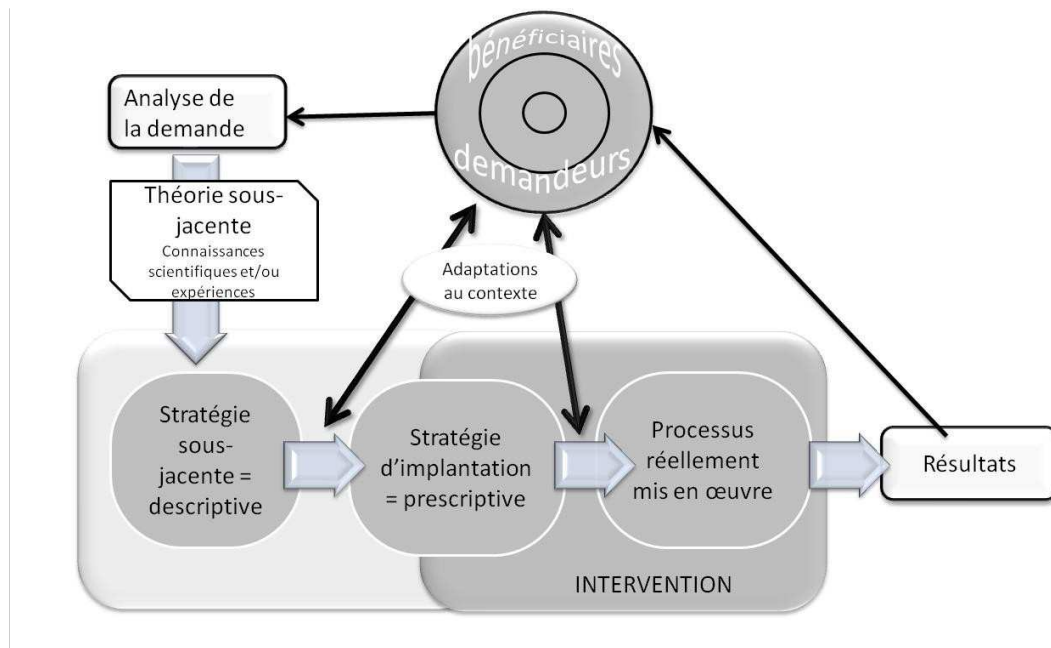 bénéficiaires
demandeurs
Analyse de
la demande
Théorie sous-
jacente
Connaissances
scientifiques et/ou
expériences
Adaptations
au contexte
Stratégie
sous-
jacente =
descriptive
Stratégie
d'implantation
= prescriptive
Processus
réellement
mis en œuvre
Résultats
INTERVENTION